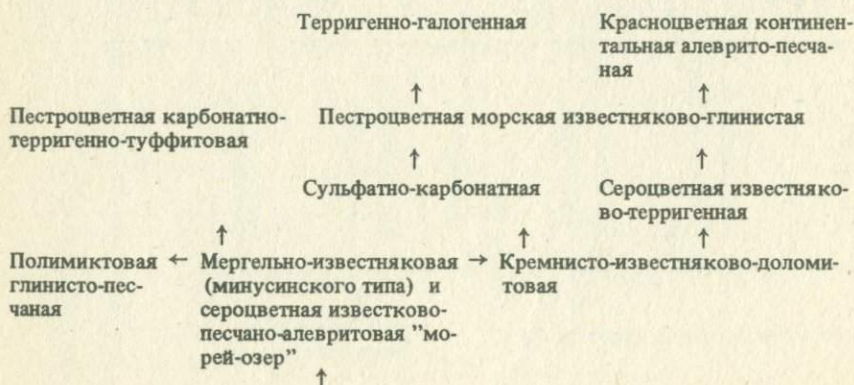 Терригенно-галогенная
Красноцветная континен-
тальная алеврито-песча-
ная
↑ ↑
Пестроцветная карбонатно-
терригенно-туффитовая
Пестроцветная морская известняково-глинистая
↑ ↑
Сульфатно-карбонатная
Сероцветная известняко-
во-терригенная
↑ ↑ ↑
Полимиктовая
глинисто-пес-
чаная
← Мергельно-известняковая →
(минусинского типа) и
сероцветная известково-
песчано-алевритовая "мо-
рей-озер"
Кремнисто-известняково-доломи-
товая
↑